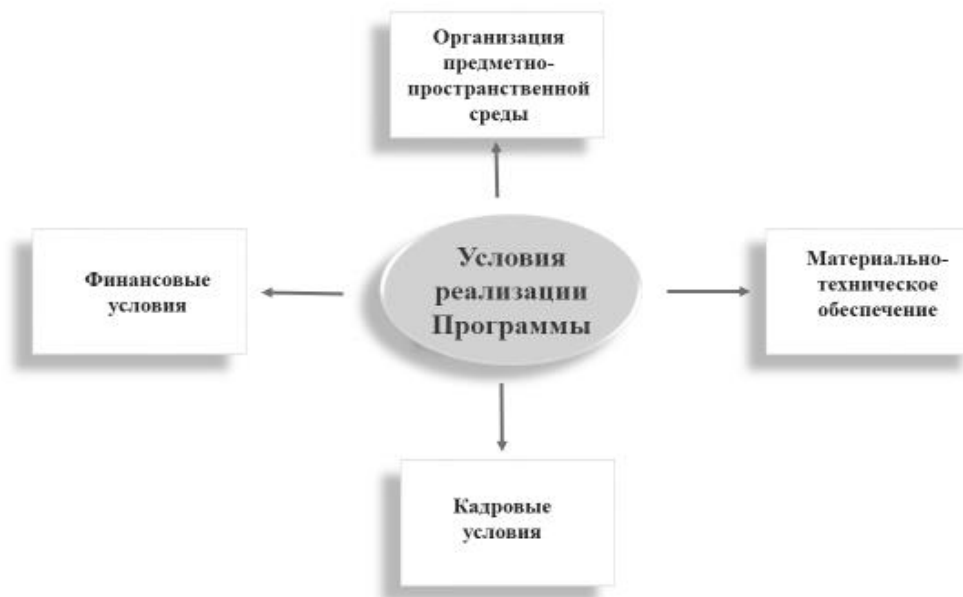 Организация
предметно-
пространственной
среды
Финансовые
условия
Условия
реализации
Программы
Материально-
техническое
обеспечение
Кадровые
условия